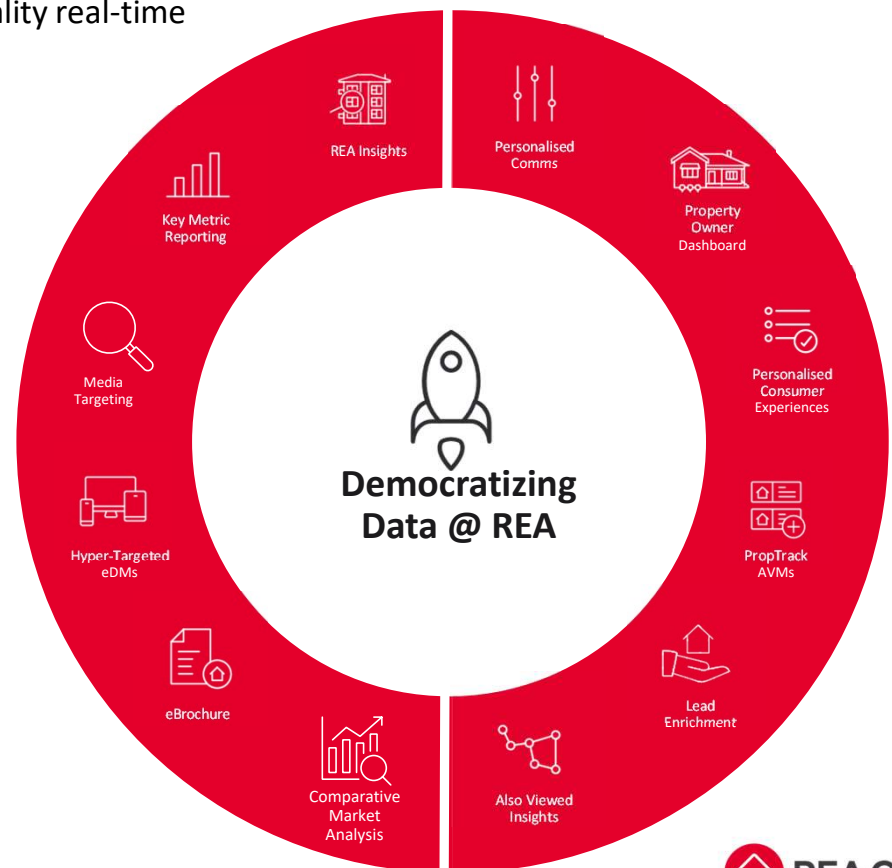 real-time
REA Insights
Personalised
Comms
Key Metric
Reporting
Property
Owner
Dashboard
Media
Targeting
Personalised
Consumer
Experiences
Democratizing
Data @ REA
Hyper-Targeted
eDMs
PropTrack
AVMs
eBrochure
Lead
Enrichment
Comparative
Market
Analysis
Also Viewed
Insights
REA